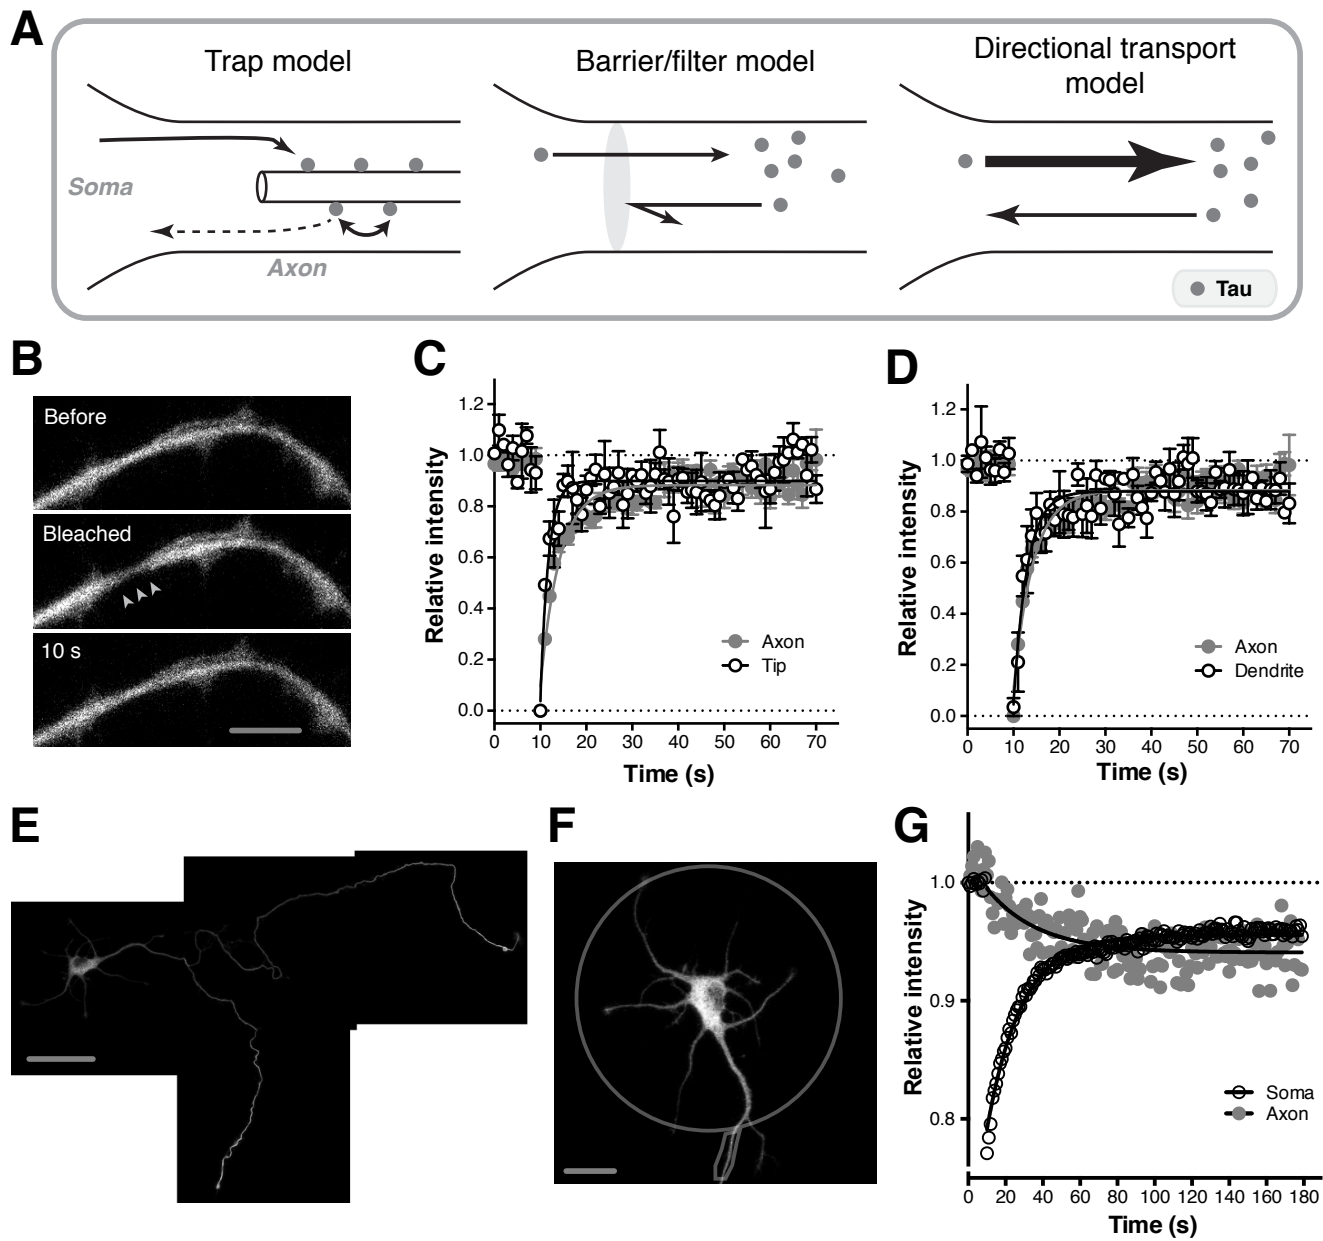 A
Trap model
Barrier/filter model
Directional transport
model
Soma
Axon
Tau
B
Before
Bleached
10 s
C
Relative intensity
1.2
1.0
0.8
0.6
0.4
0.2
0.0
Axon
Tip
0 10 20 30 40 50 60 70
Time (s)
D
Relative intensity
1.2
1.0
0.8
0.6
0.4
0.2
0.0
Axon
Dendrite
0 10 20 30 40 50 60 70
Time (s)
E
F
G
Relative intensity
1.0
0.9
0.8
Soma
Axon
0 20 40 60 80 100 120 140 160 180
Time (s)